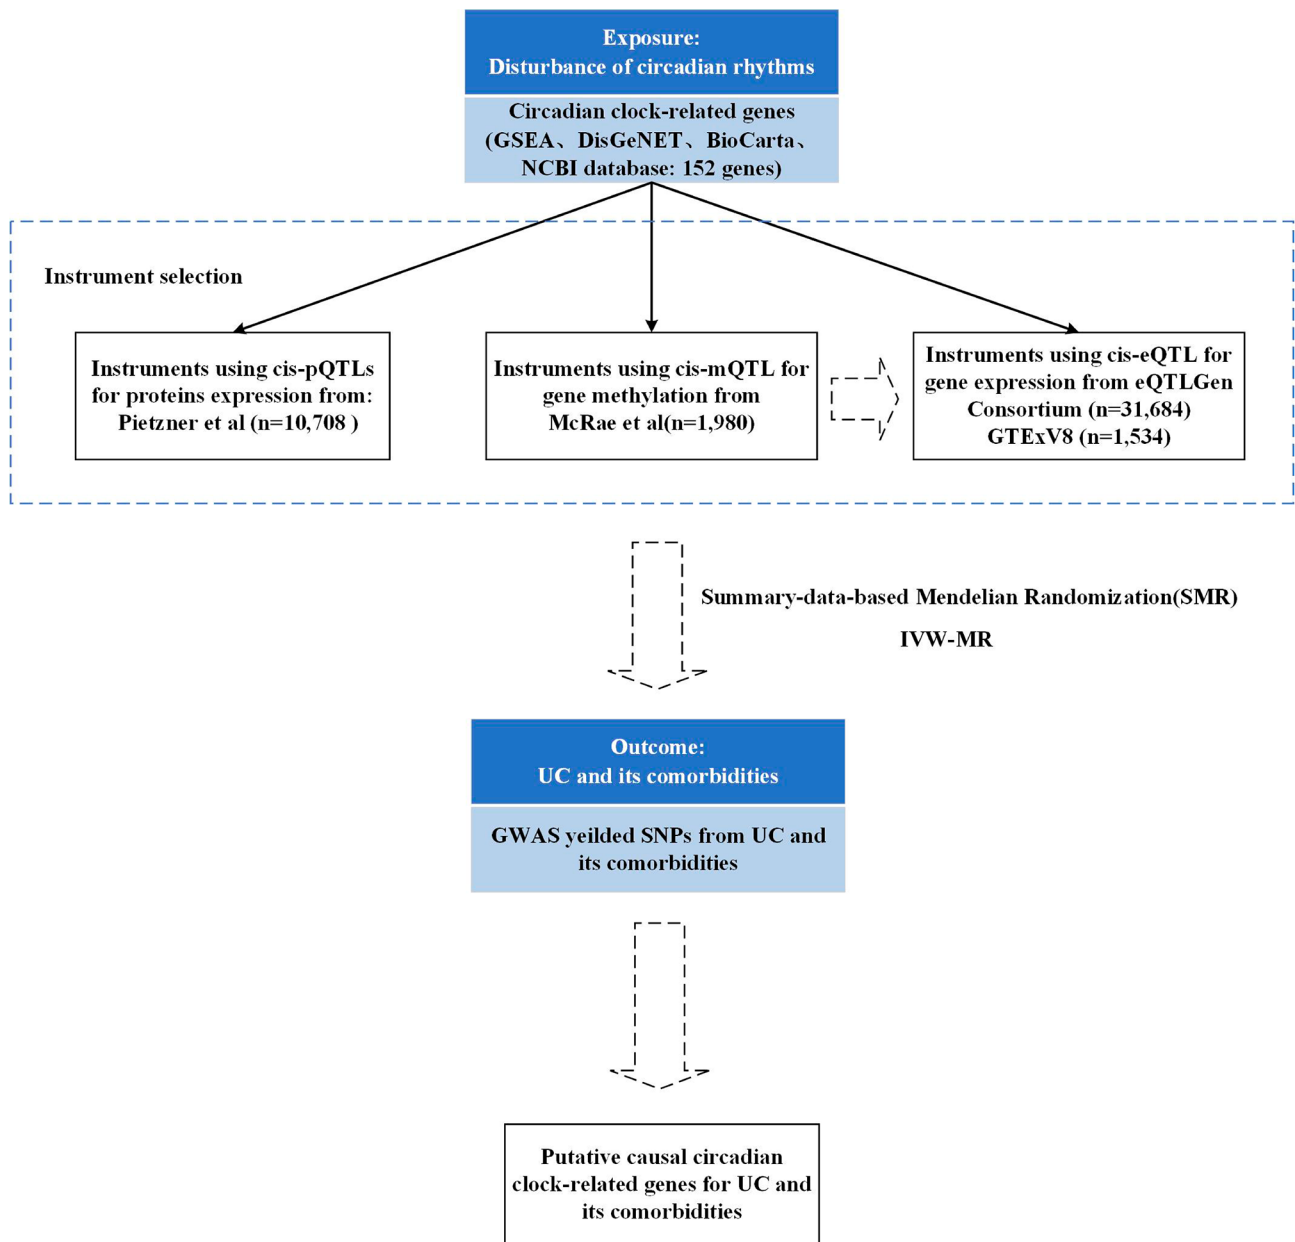 Exposure:
Disturbance of circadian rhythms
Circadian clock-related genes
(GSEA、DisGeNET、BioCarta、
NCBI database: 152 genes)
Instrument selection
Instruments using cis-pQTLs
for proteins expression from:
Pietzner et al (n=10,708 )
Instruments using cis-mQTL for
gene methylation from
McRae et al(n=1,980)
Instruments using cis-eQTL for
gene expression from eQTLGen
Consortium (n=31,684)
GTExV8 (n=1,534)
Summary-data-based Mendelian Randomization(SMR)
IVW-MR
Outcome:
UC and its comorbidities
GWAS yeilded SNPs from UC and
its comorbidities
Putative causal circadian
clock-related genes for UC and
its comorbidities